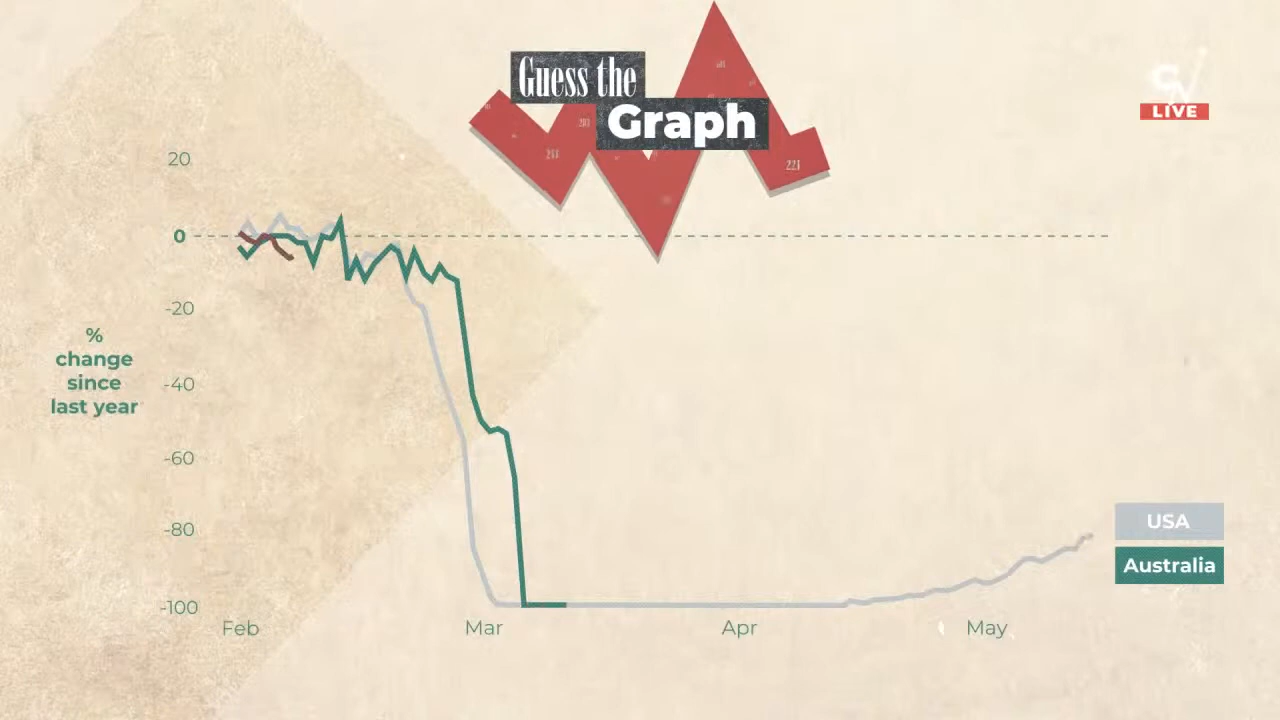 Guess the
Graph
LIVE
20
0
-20
-40
-60
-80
-100
%
change
since
last year
Feb
Mar
Apr
May
USA
Australia
221